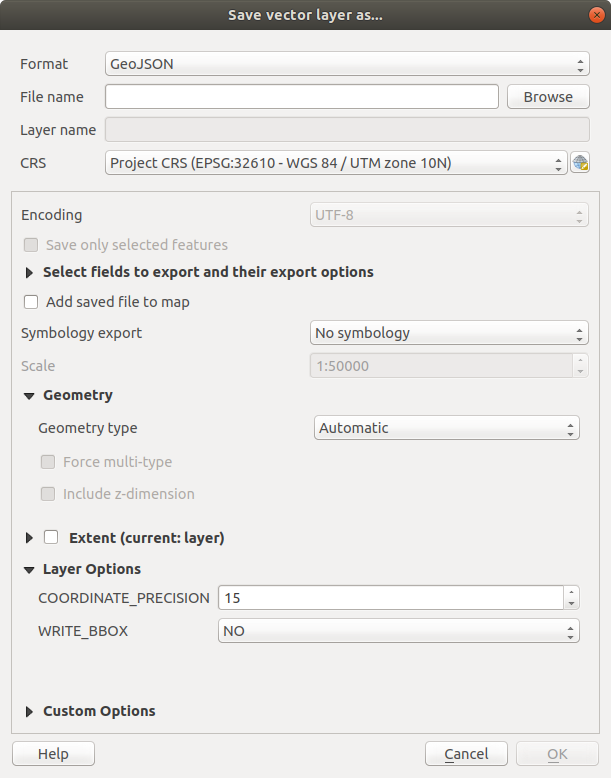 Save vector layer as...
Format GeoJSON
File name Browse
Layer name
CRS Project CRS (EPSG:32610 - WGS 84 / UTM zone 10N)
Encoding UTF-8
Save only selected features
Select fields to export and their export options
Add saved file to map
Symbology export No symbology
Scale 1:50000
Geometry
Geometry type Automatic
Force multi-type
Include z-dimension
Extent (current: layer)
Layer Options
COORDINATE_PRECISION 15
WRITE_BBOX NO
Custom Options
Help Cancel OK